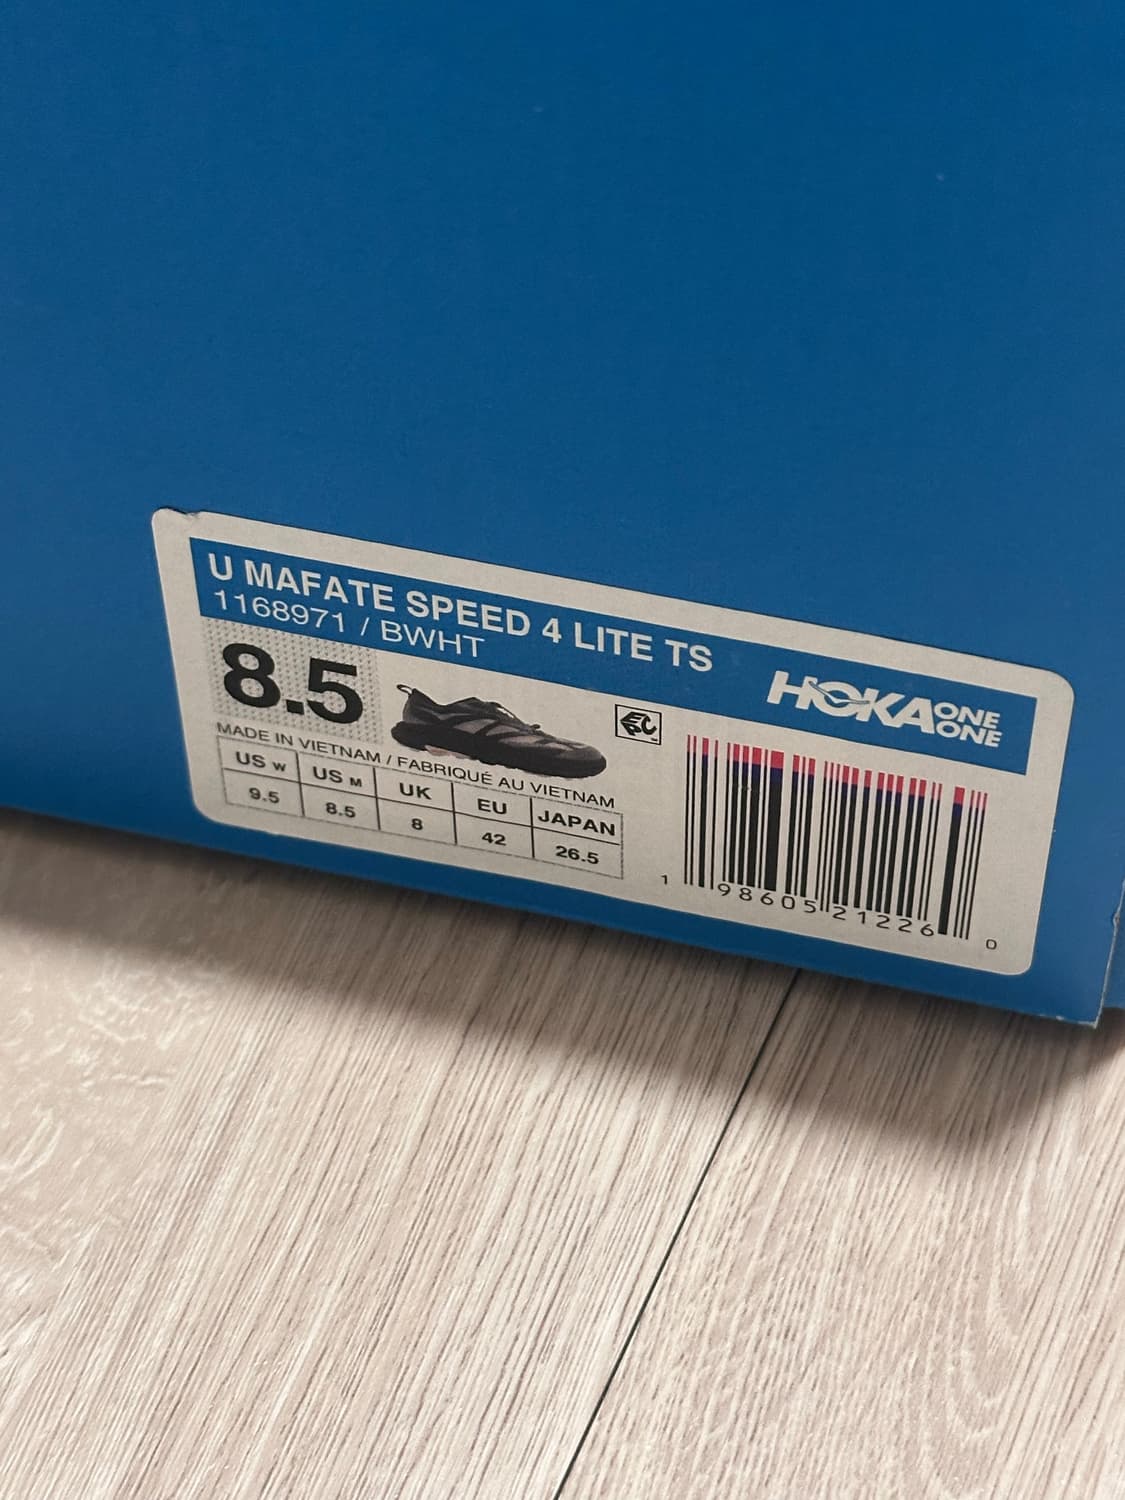 U MAFATE SPEED 4 LITE TS
1168971 / BWHT
HOKA ONE ONE
8.5
MADE IN VIETNAM / FABRIQUÉ AU VIETNAM
US W US M UK EU JAPAN
9.5 8.5 8 42 26.5
1 98605 21226 0